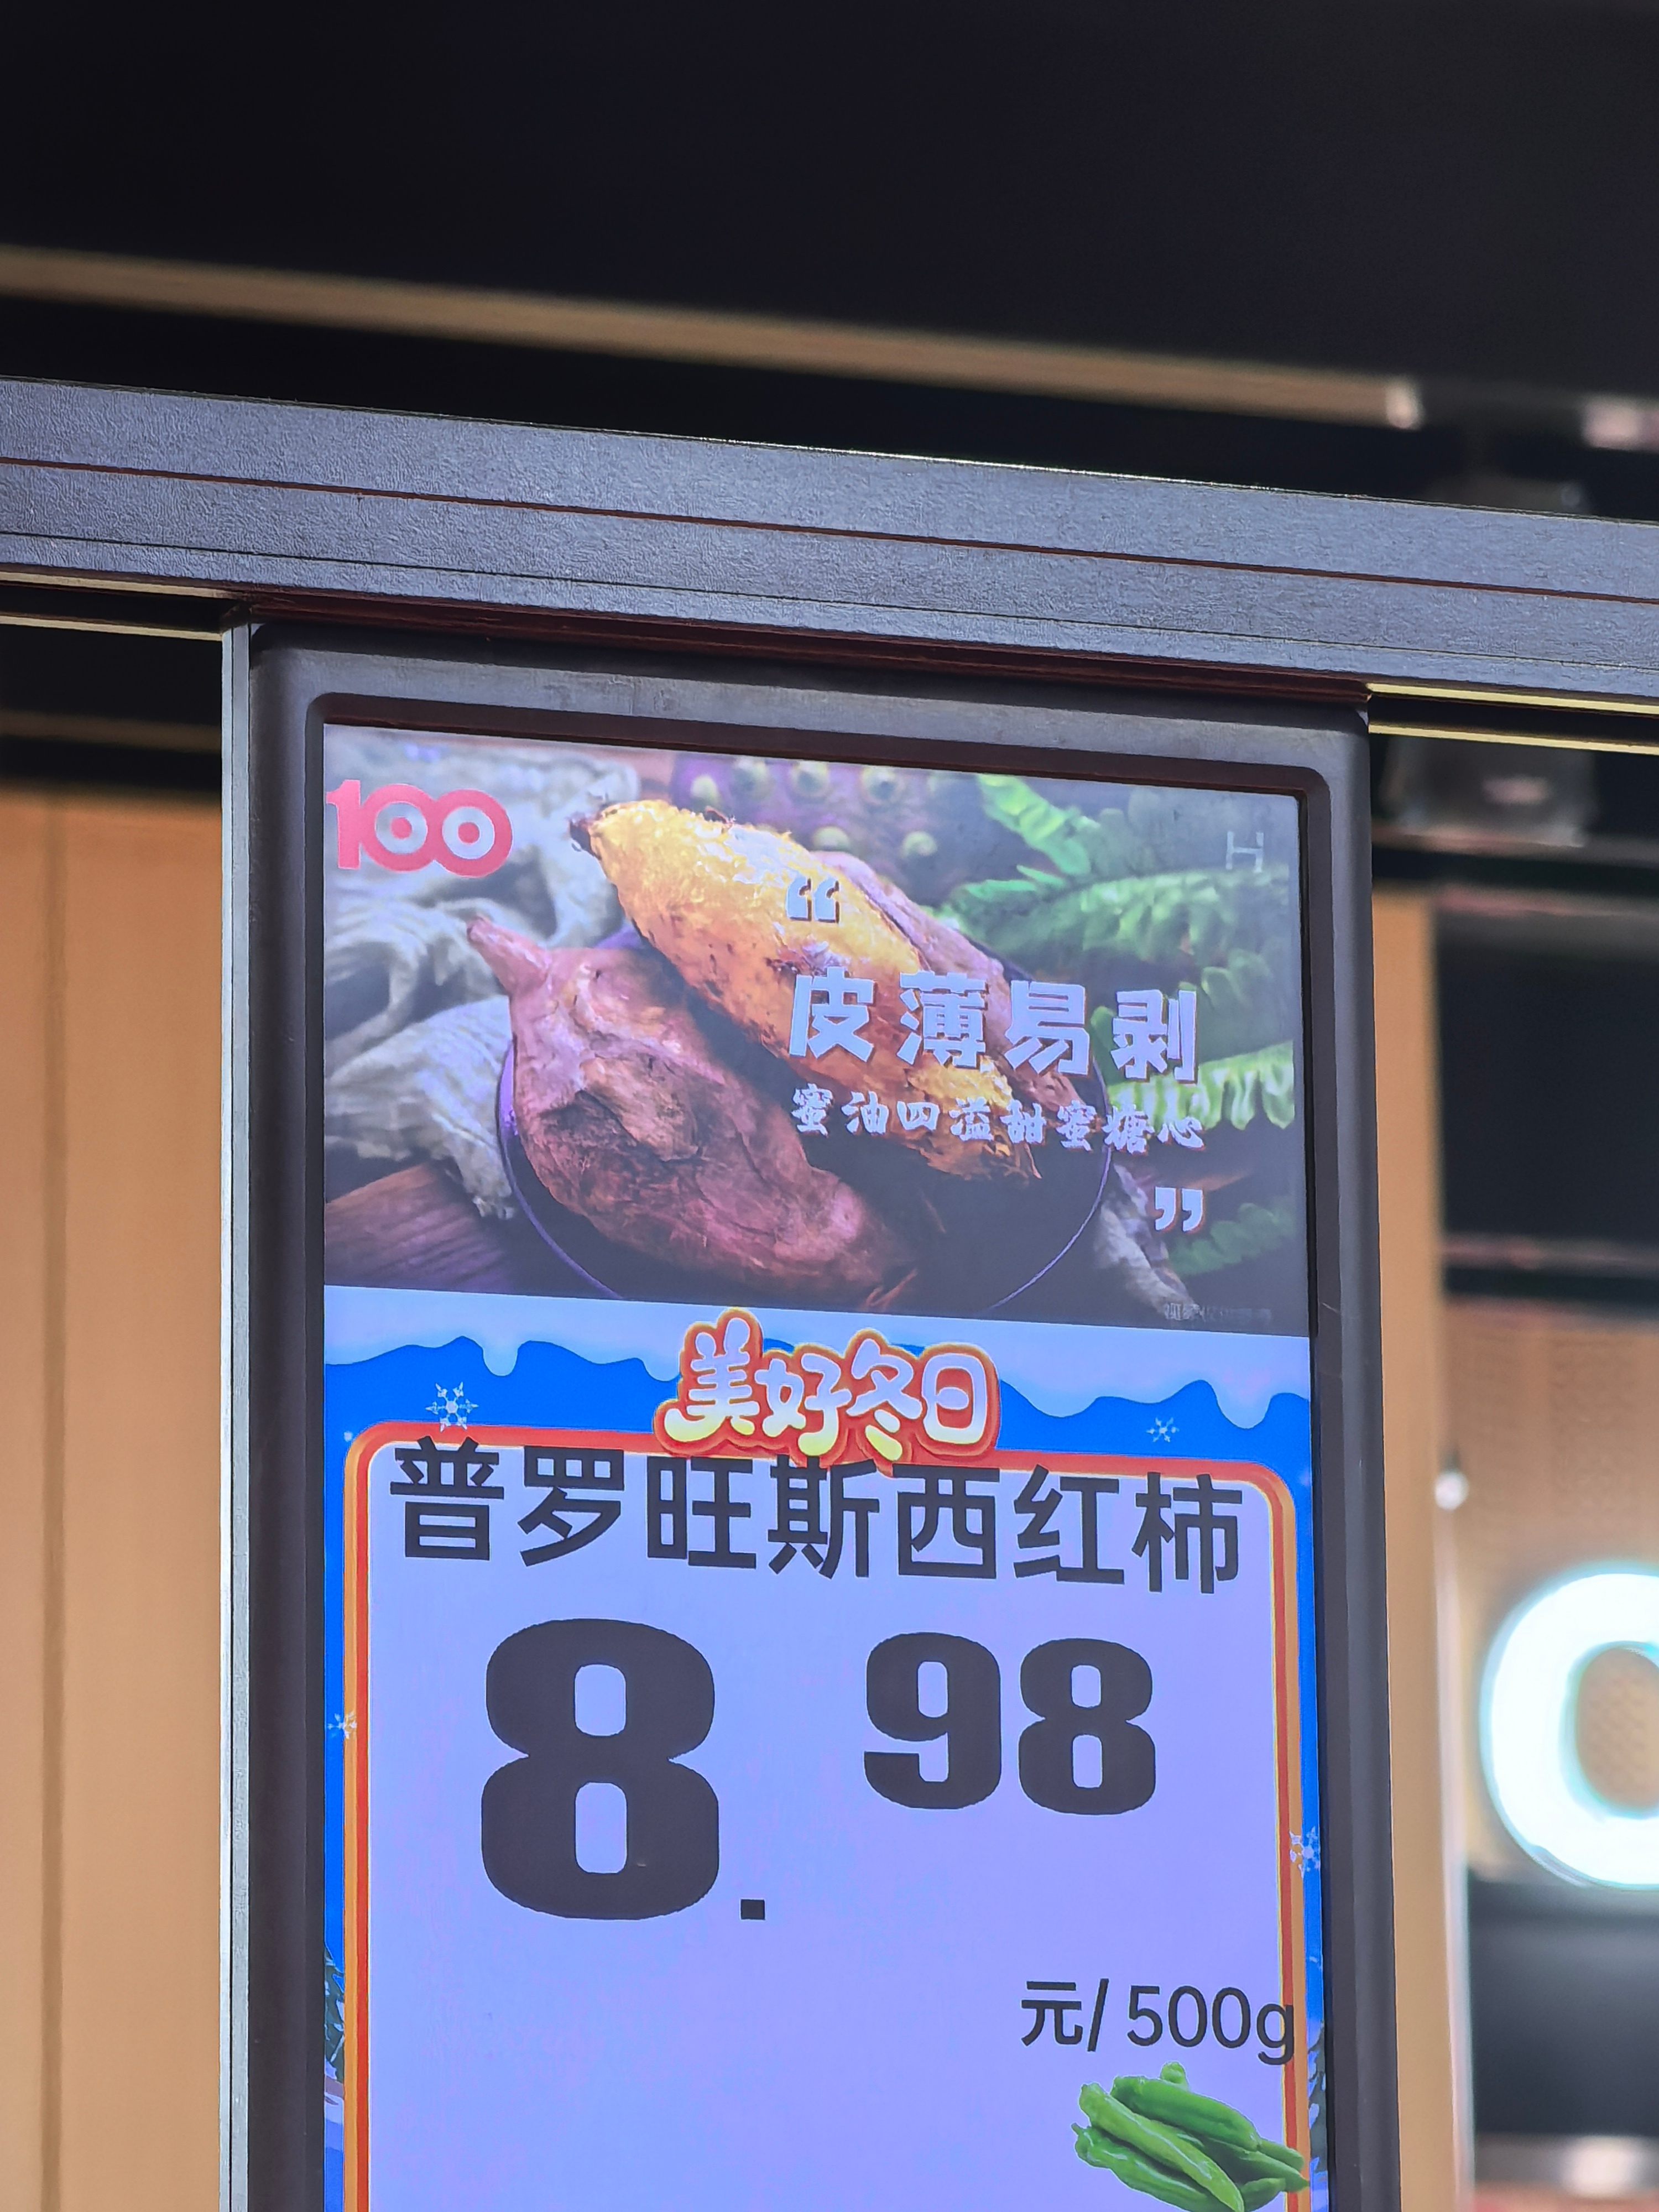 100
H
“
皮薄易剥
蜜油四溢甜蜜糖心
”
美好冬日
普罗旺斯西红柿
8.98
元/500g